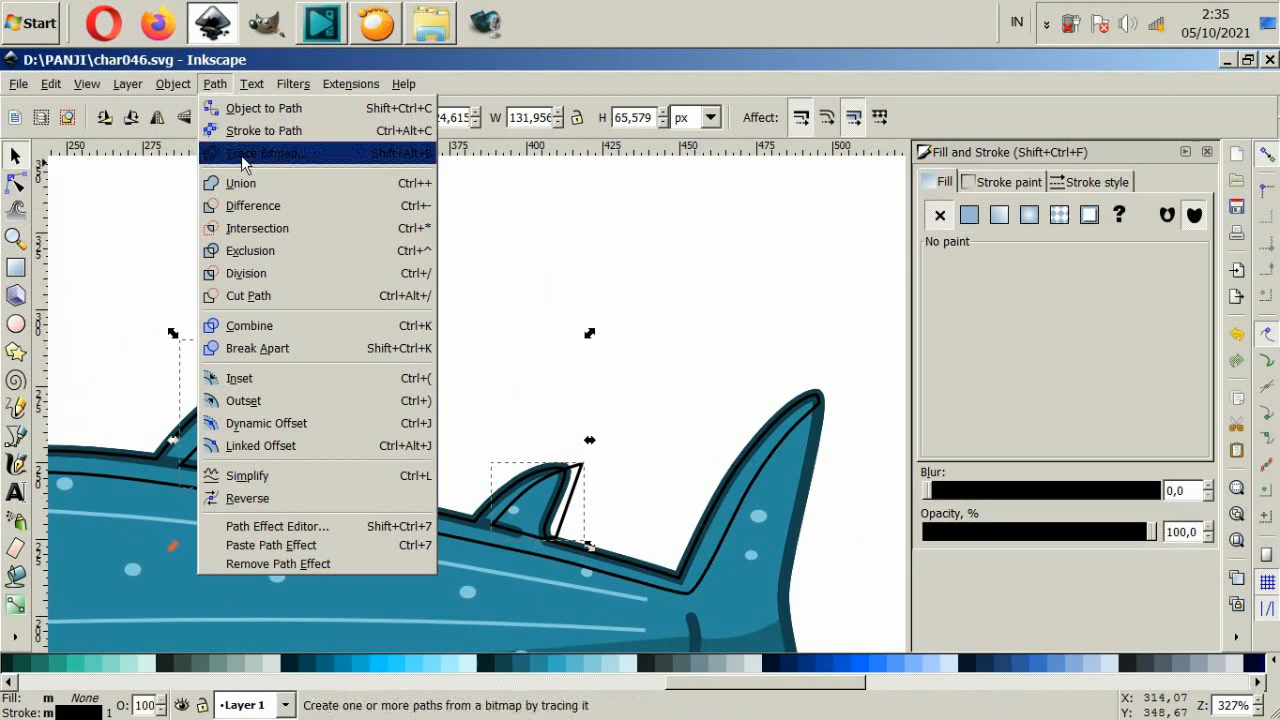 Start
IN
2:35
05/10/2021
D:\PANJI\char046.svg - Inkscape
File Edit View Layer Object Path Text Filters Extensions Help
24,615 W 131,956 H 65,579 px Affect:
Object to Path Shift+Ctrl+C
Stroke to Path Ctrl+Alt+C
Trace Bitmap... Shift+Alt+B
Union Ctrl++
Difference Ctrl+-
Intersection Ctrl+*
Exclusion Ctrl+^
Division Ctrl+/
Cut Path Ctrl+Alt+/
Combine Ctrl+K
Break Apart Shift+Ctrl+K
Inset Ctrl+(
Outset Ctrl+)
Dynamic Offset Ctrl+J
Linked Offset Ctrl+Alt+J
Simplify Ctrl+L
Reverse
Path Effect Editor... Shift+Ctrl+7
Paste Path Effect Ctrl+7
Remove Path Effect
250 275 375 400 425 450 475 500
Fill and Stroke (Shift+Ctrl+F)
Fill Stroke paint Stroke style
?
No paint
Blur:
0,0
Opacity, %
100,0
Fill: m None
Stroke: m 1
O: 100
•Layer 1
Create one or more paths from a bitmap by tracing it
X: 314,07
Y: 348,67
Z: 327%